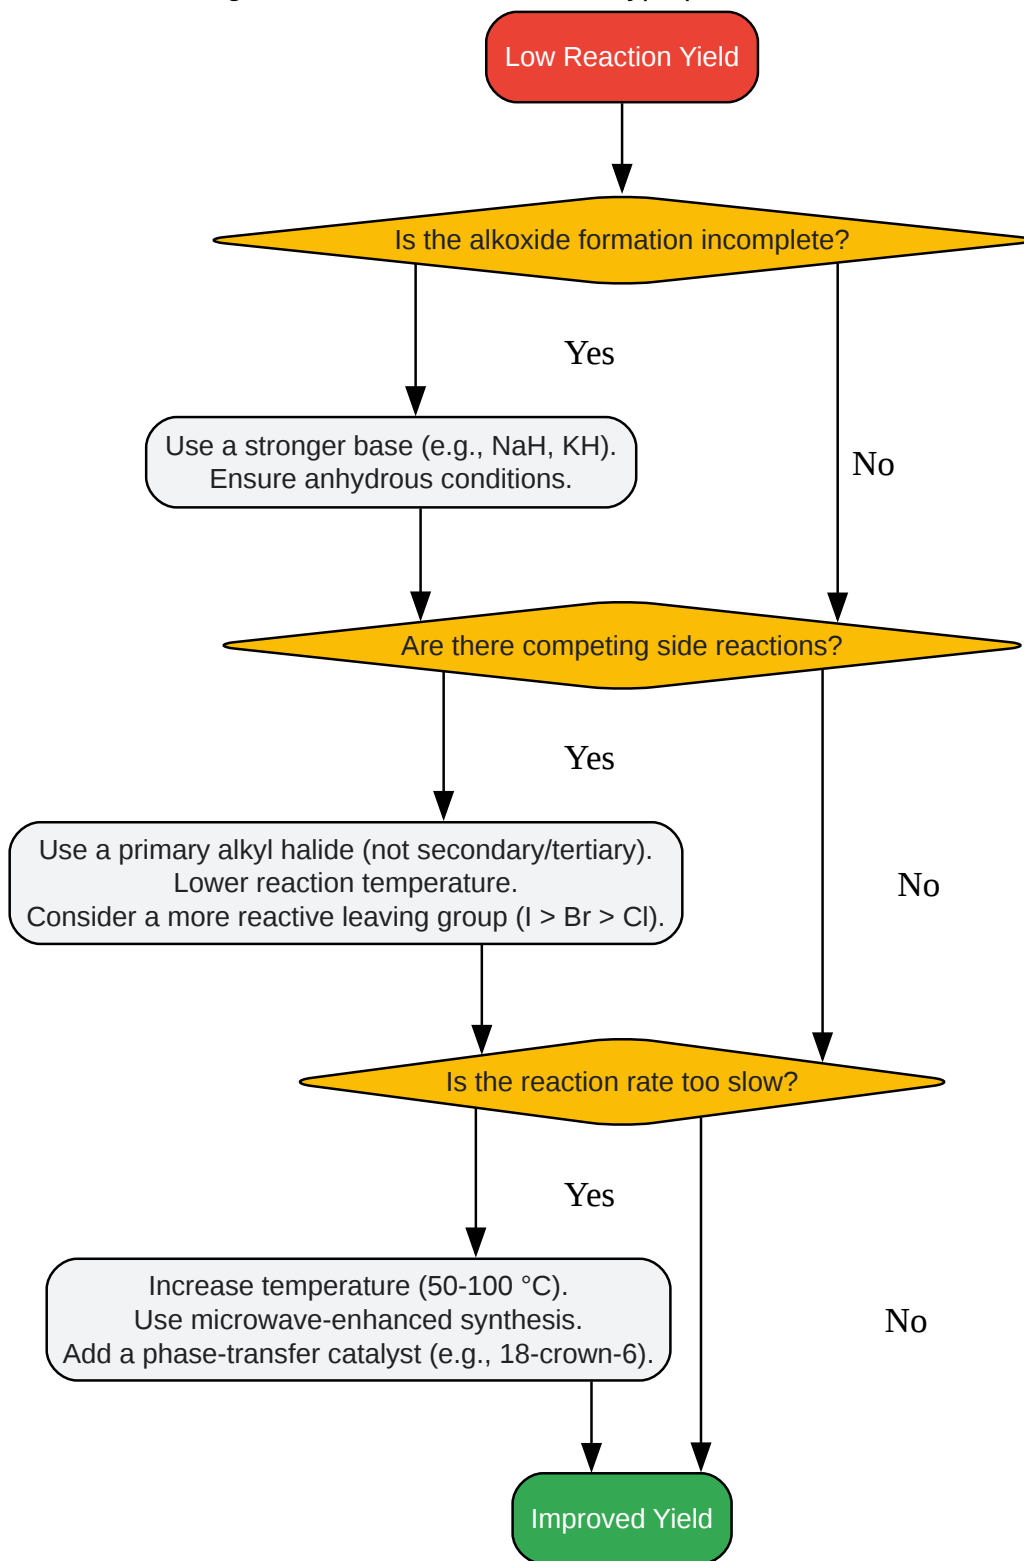 Low Reaction Yield
Is the alkoxide formation incomplete?
Yes
Use a stronger base (e.g., NaH, KH).
Ensure anhydrous conditions.
No
Are there competing side reactions?
Yes
Use a primary alkyl halide (not secondary/tertiary).
Lower reaction temperature.
Consider a more reactive leaving group (I > Br > Cl).
No
Is the reaction rate too slow?
Yes
Increase temperature (50-100 °C).
Use microwave-enhanced synthesis.
Add a phase-transfer catalyst (e.g., 18-crown-6).
No
Improved Yield